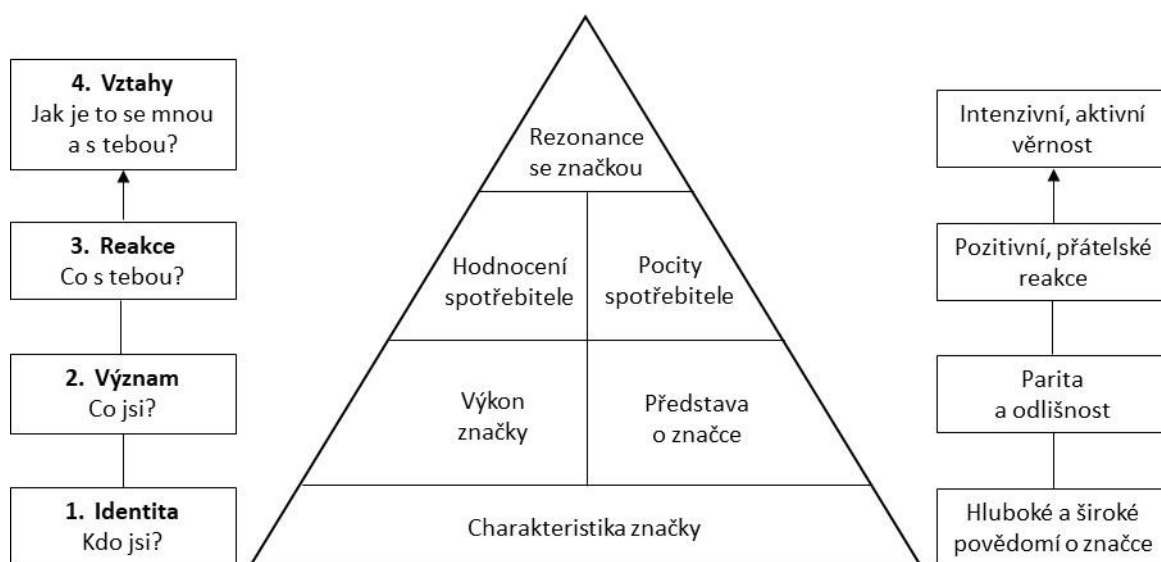 4. Vztahy
Jak je to se mnou
a s tebou?
3. Reakce
Co s tebou?
2. Význam
Co jsi?
1. Identita
Kdo jsi?
Rezonance
se značkou
Hodnocení
spotřebitele
Pocity
spotřebitele
Výkon
značky
Představa
o značce
Charakteristika značky
Intenzivní, aktivní
věrnost
Pozitivní, přátelské
reakce
Parita
a odlišnost
Hluboké a široké
povědomí o značce